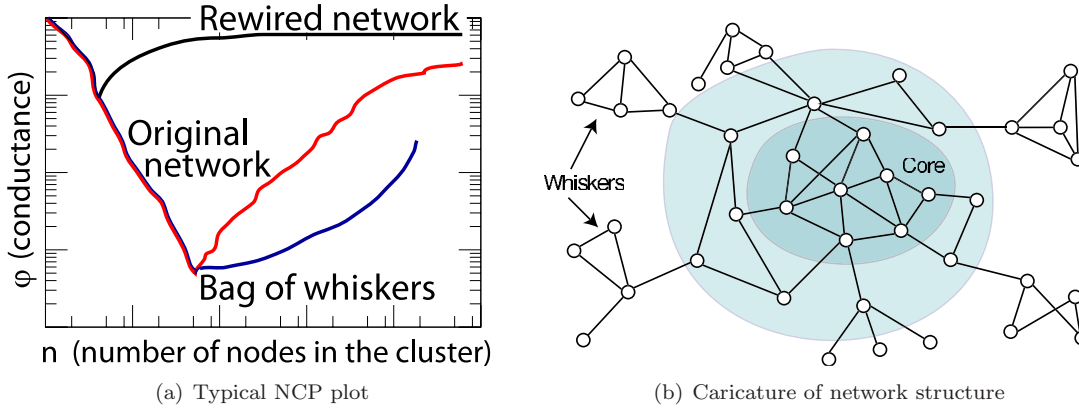 Rewired network
Original
network
Bag of whiskers
φ (conductance)
n (number of nodes in the cluster)
(a) Typical NCP plot
Whiskers
Core
(b) Caricature of network structure